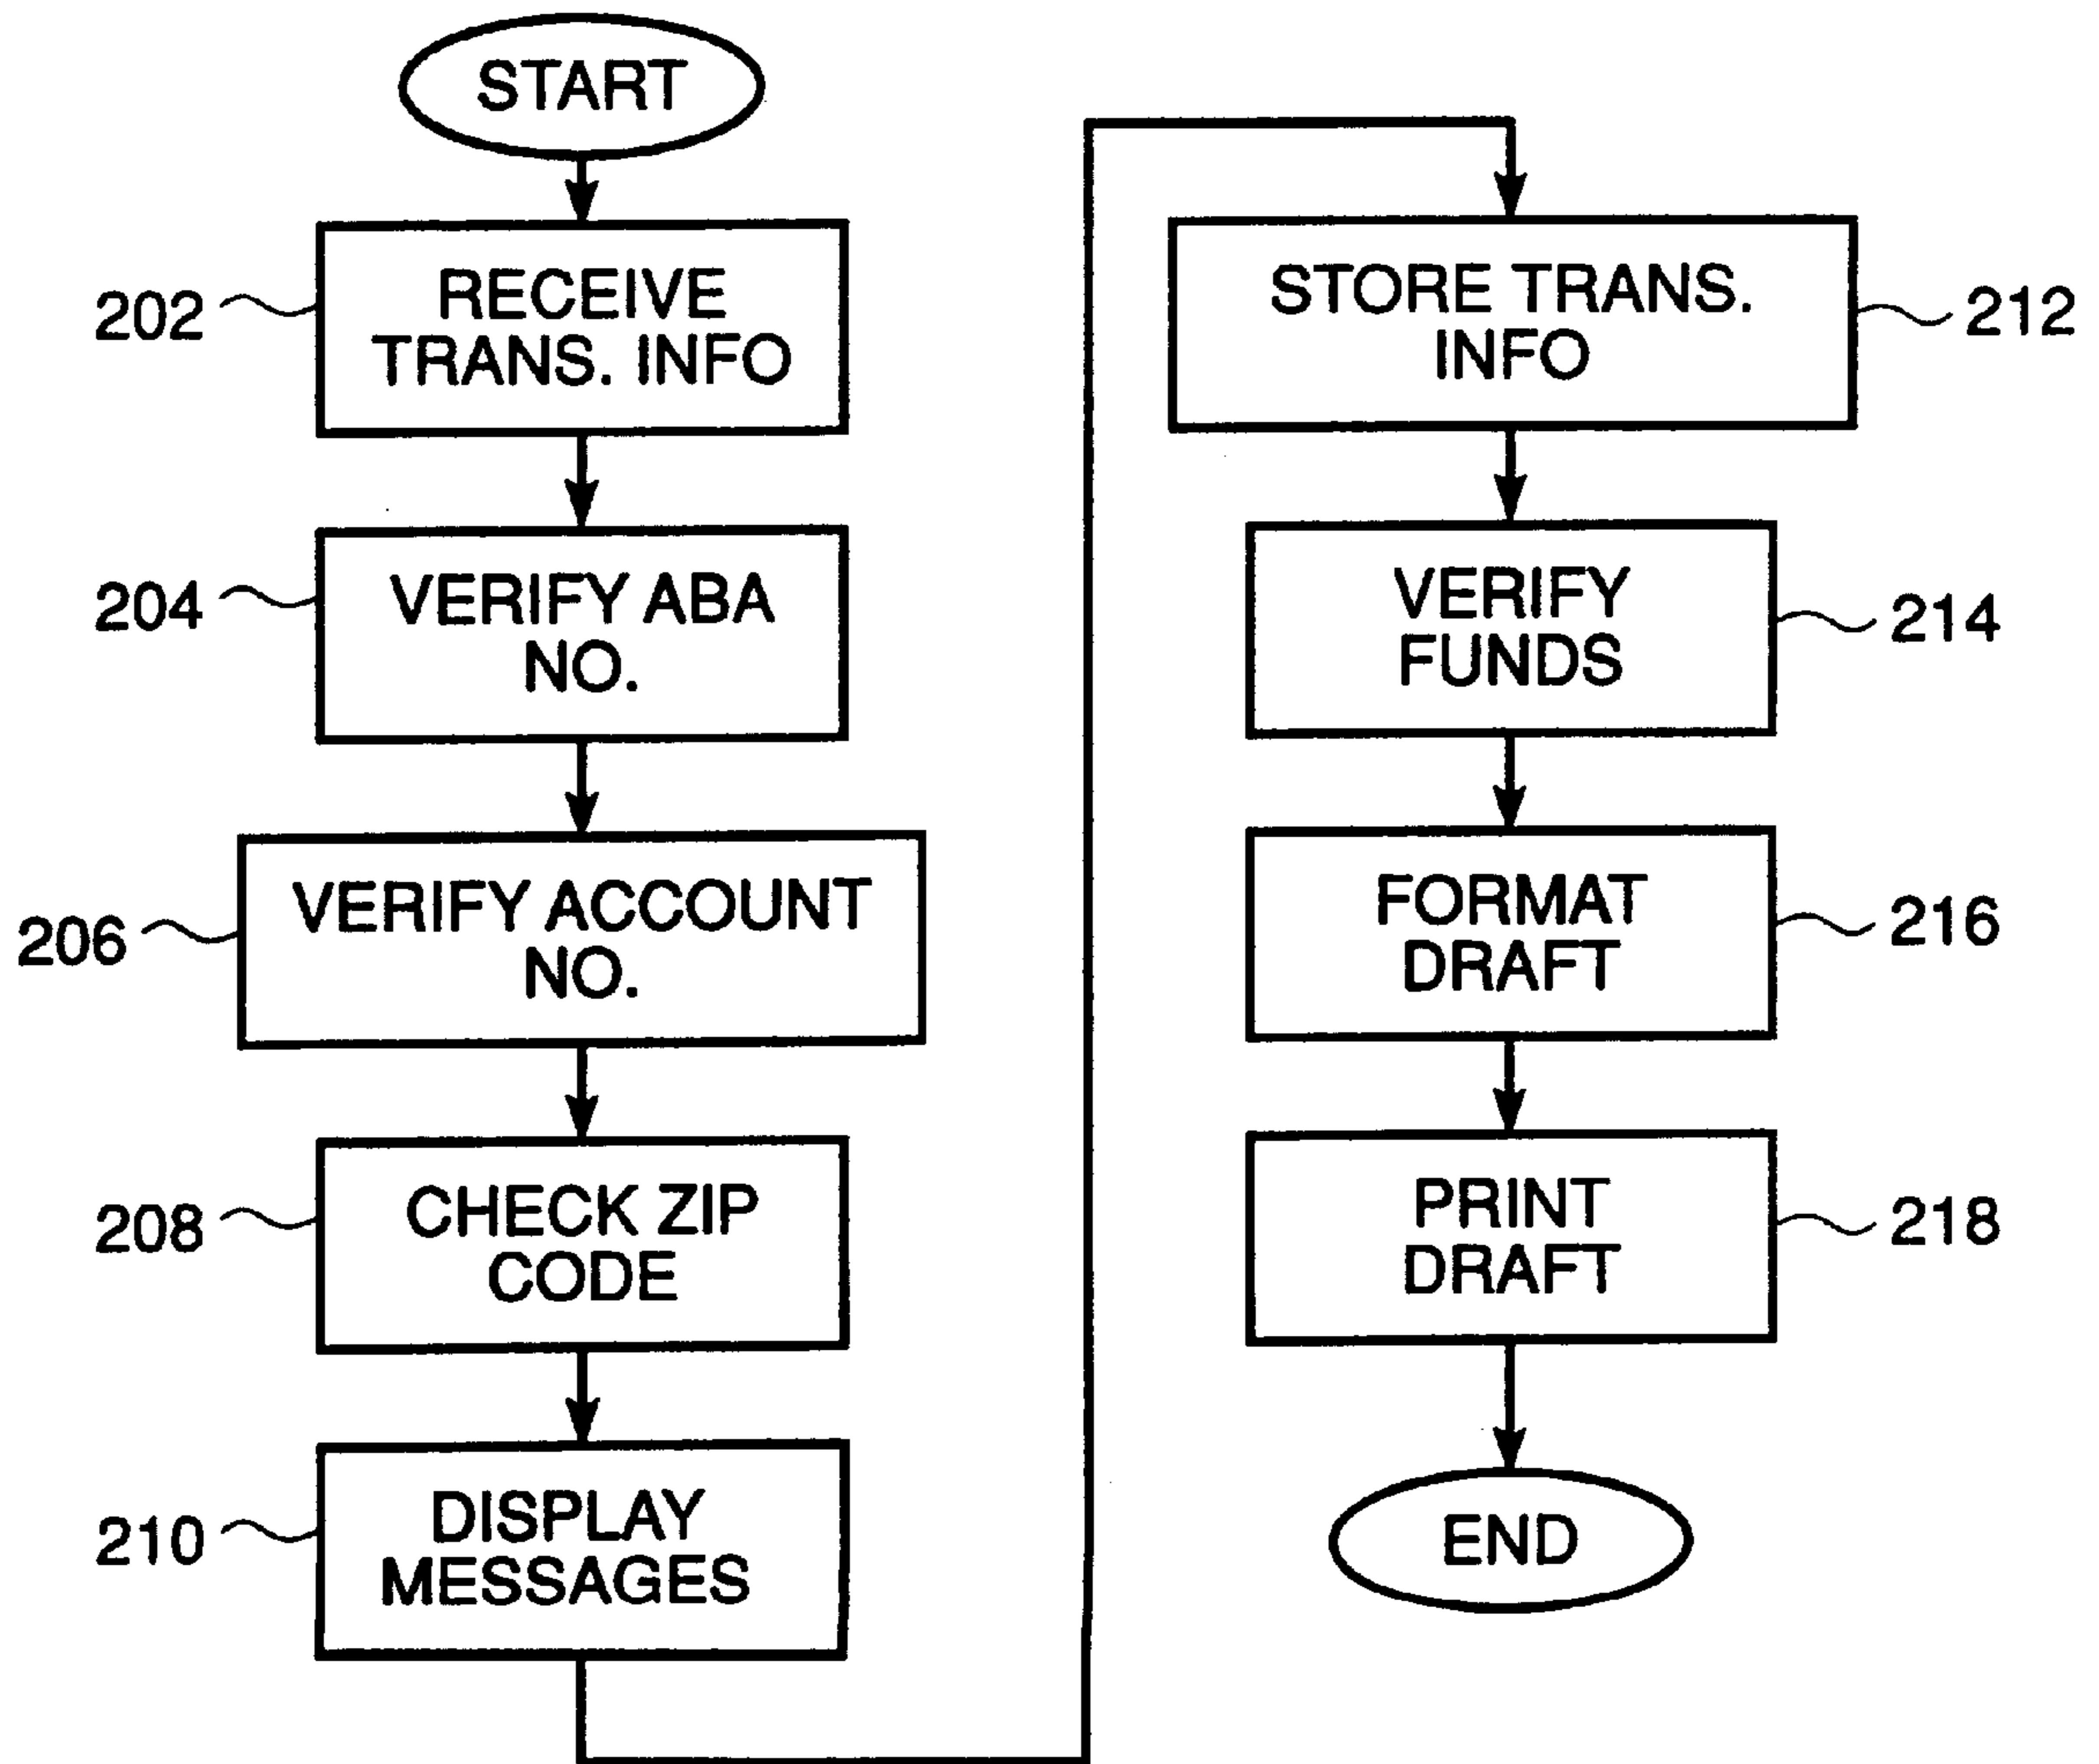 START
202
RECEIVE
TRANS. INFO
204
VERIFY ABA
NO.
206
VERIFY ACCOUNT
NO.
208
CHECK ZIP
CODE
210
DISPLAY
MESSAGES
STORE TRANS.
INFO
212
VERIFY
FUNDS
214
FORMAT
DRAFT
216
PRINT
DRAFT
218
END